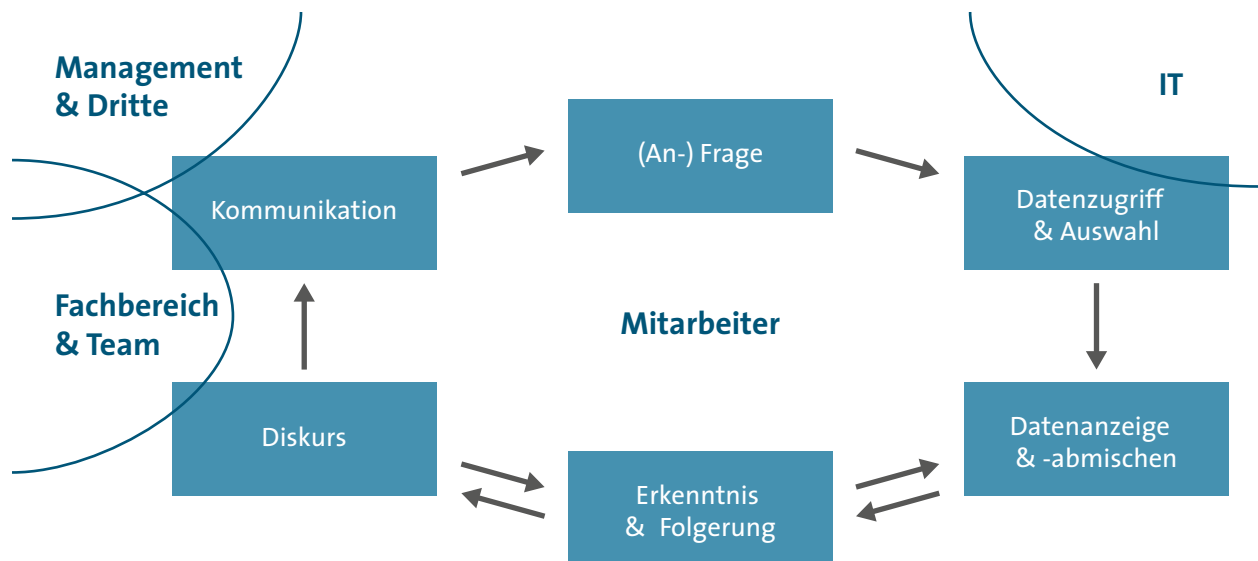 Management
& Dritte
IT
(An-) Frage
Kommunikation
Datenzugriff
& Auswahl
Fachbereich
& Team
Mitarbeiter
Diskurs
Datenanzeige
& -abmischen
Erkenntnis
& Folgerung